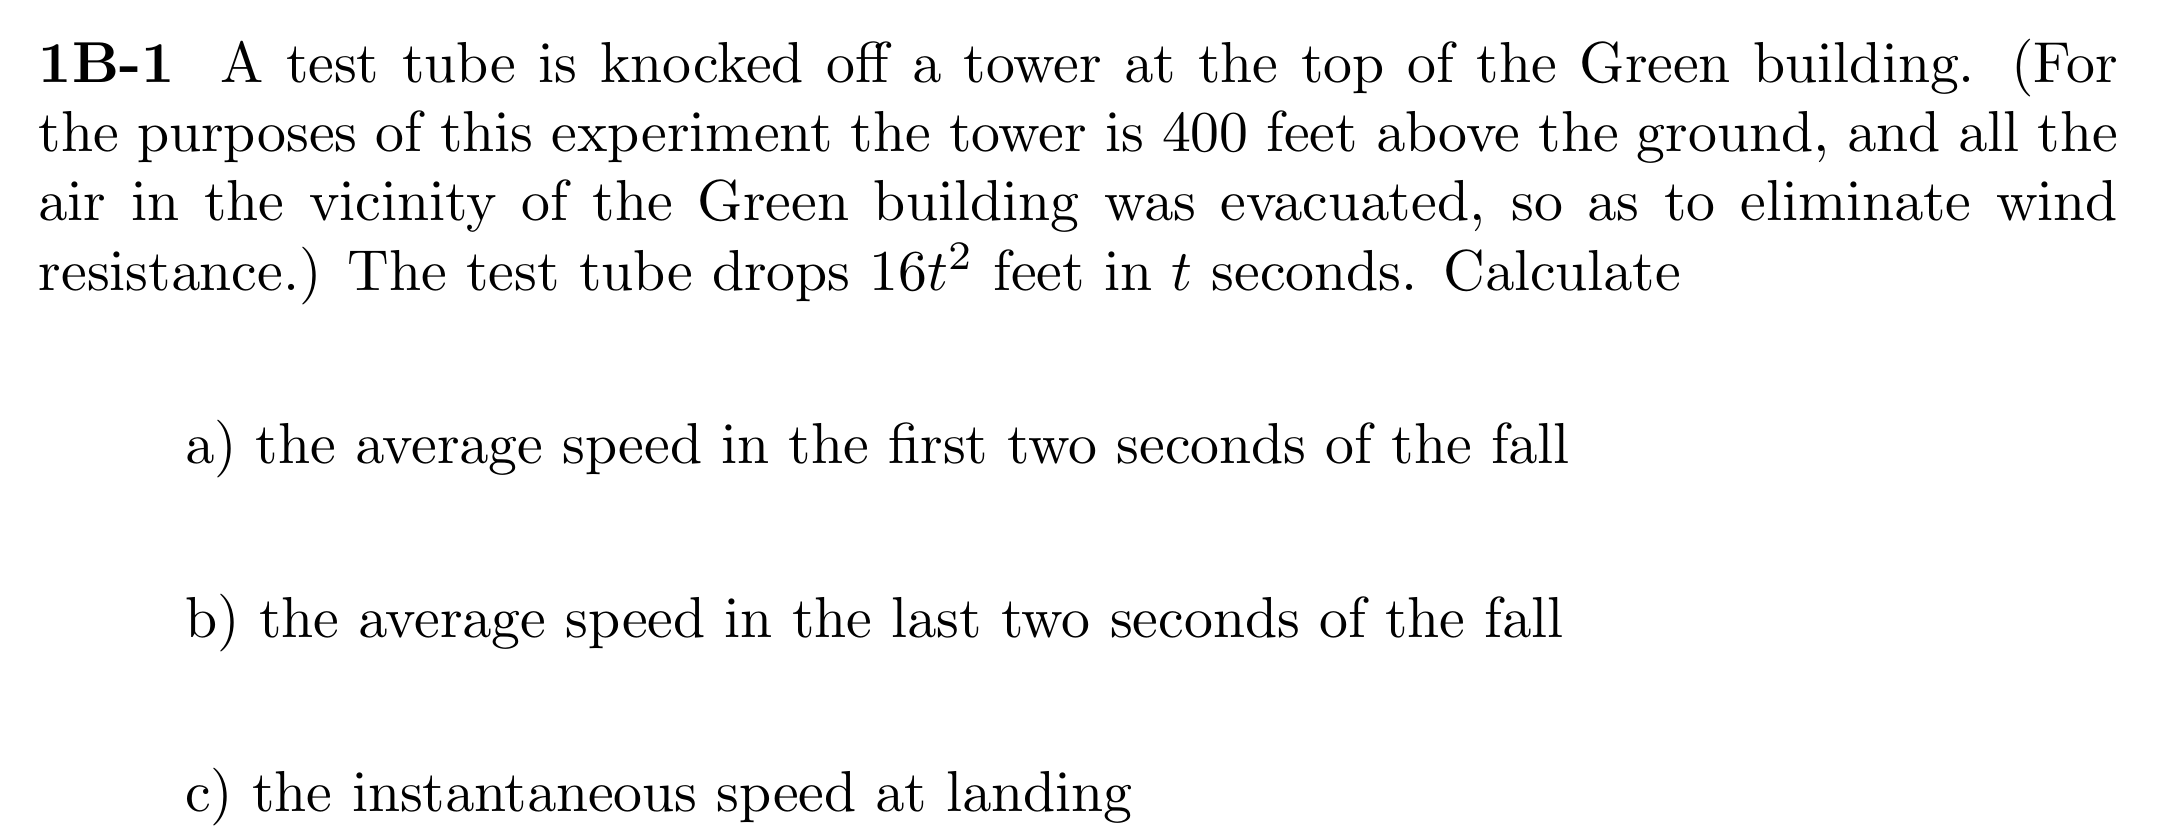 1B-1 A test tube is knocked off a tower at the top of the Green building. (For
the purposes of this experiment the tower is 400 feet above the ground, and all the
air in the vicinity of the Green building was evacuated, so as to eliminate wind
resistance.) The test tube drops 16t² feet in t seconds. Calculate
a) the average speed in the first two seconds of the fall
b) the average speed in the last two seconds of the fall
c) the instantaneous speed at landing